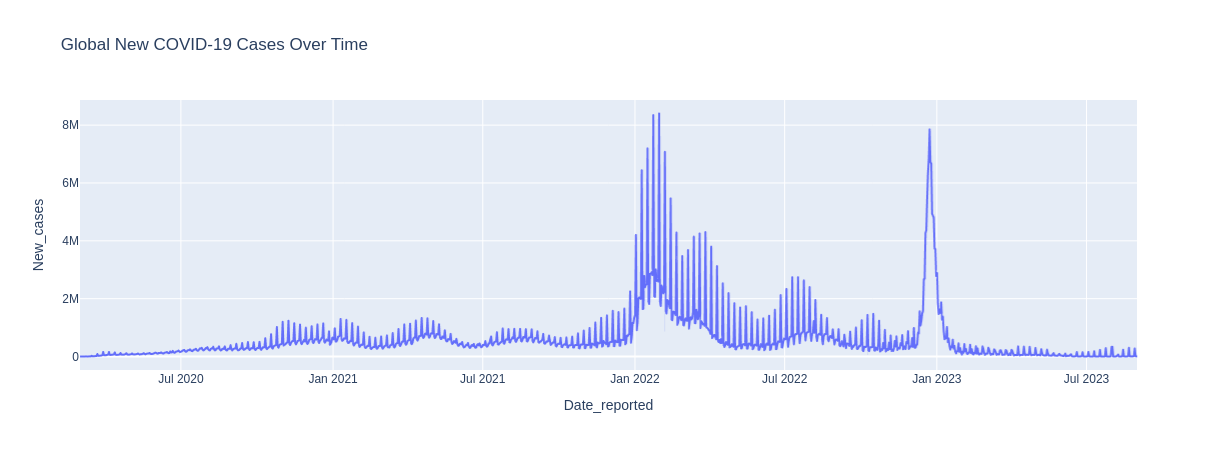 Global New COVID-19 Cases Over Time
8M
6M
4M
2M
0
New_cases
Jul 2020
Jan 2021
Jul 2021
Jan 2022
Jul 2022
Jan 2023
Jul 2023
Date_reported